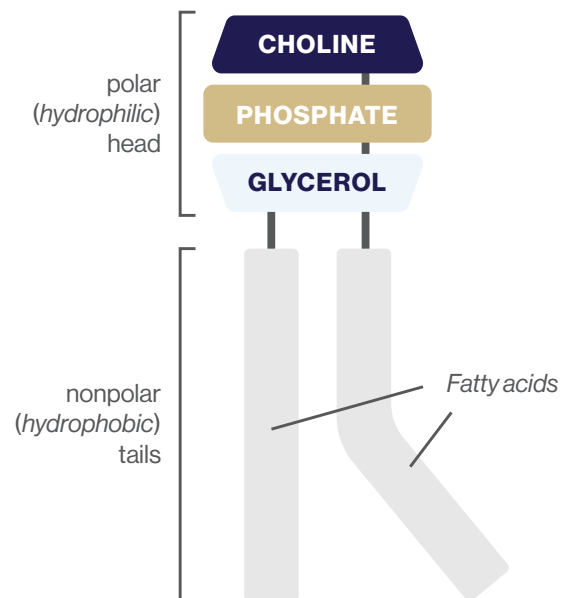 CHOLINE
polar
(hydrophilic)
head
PHOSPHATE
GLYCEROL
nonpolar
(hydrophobic)
tails
Fatty acids